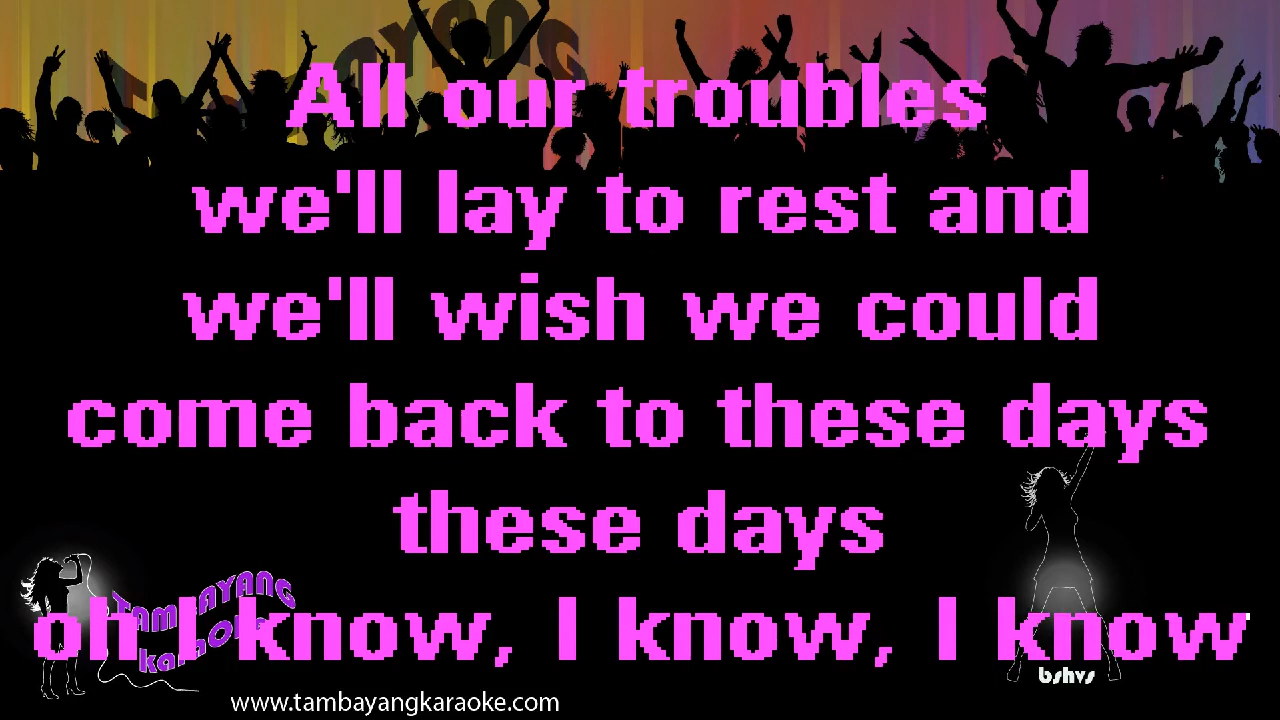 TAMBAYANG
All our troubles
we'll lay to rest and
we'll wish we could
come back to these days
these days
oh I know, I know, I know
TAMBAYANG
karaoke
bshvs
www.tambayangkaraoke.com